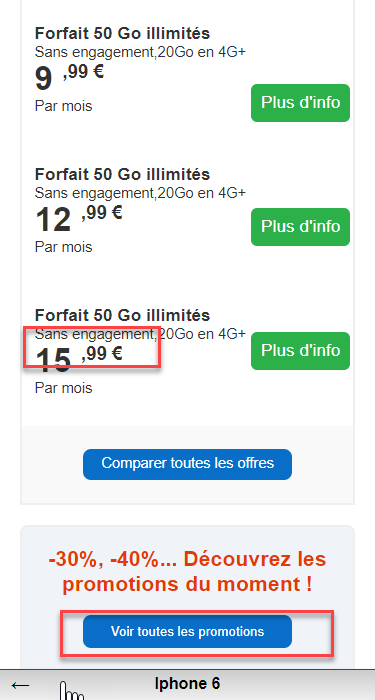 Forfait 50 Go illimités
Sans engagement,20Go en 4G+
9 ,99 €
Par mois
Plus d'info
Forfait 50 Go illimités
Sans engagement,20Go en 4G+
12 ,99 €
Par mois
Plus d'info
Forfait 50 Go illimités
Sans engagement,20Go en 4G+
15 ,99 €
Par mois
Plus d'info
Comparer toutes les offres
-30%, -40%... Découvrez les
promotions du moment !
Voir toutes les promotions
← Iphone 6